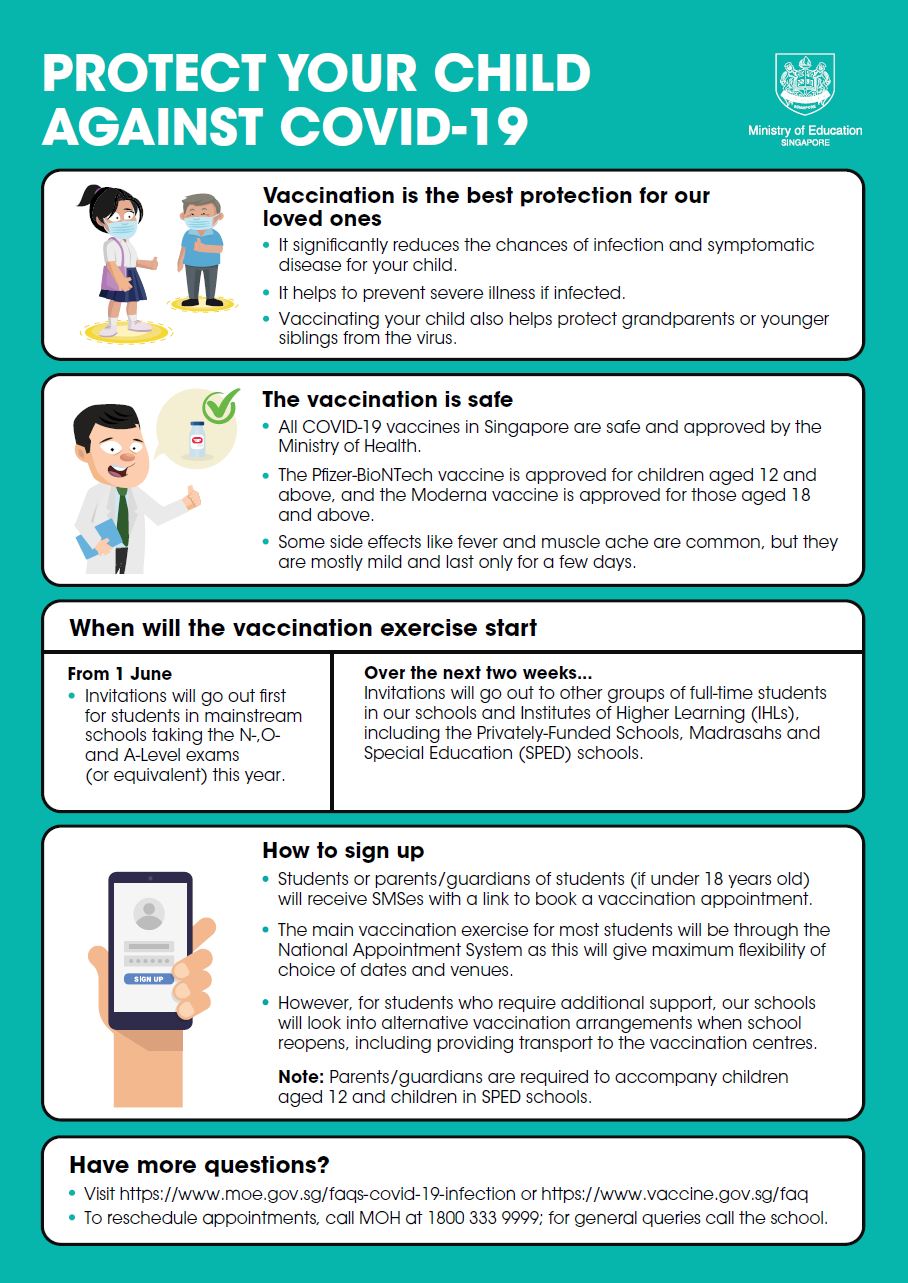 PROTECT YOUR CHILD
AGAINST COVID-19
Ministry of Education
SINGAPORE
Vaccination is the best protection for our
loved ones
• It significantly reduces the chances of infection and symptomatic
disease for your child.
• It helps to prevent severe illness if infected.
• Vaccinating your child also helps protect grandparents or younger
siblings from the virus.
The vaccination is safe
• All COVID-19 vaccines in Singapore are safe and approved by the
Ministry of Health.
• The Pfizer-BioNTech vaccine is approved for children aged 12 and
above, and the Moderna vaccine is approved for those aged 18
and above.
• Some side effects like fever and muscle ache are common, but they
are mostly mild and last only for a few days.
When will the vaccination exercise start
From 1 June
• Invitations will go out first
for students in mainstream
schools taking the N-,O-
and A-Level exams
(or equivalent) this year.
Over the next two weeks...
Invitations will go out to other groups of full-time students
in our schools and Institutes of Higher Learning (IHLs),
including the Privately-Funded Schools, Madrasahs and
Special Education (SPED) schools.
How to sign up
• Students or parents/guardians of students (if under 18 years old)
will receive SMSes with a link to book a vaccination appointment.
• The main vaccination exercise for most students will be through the
National Appointment System as this will give maximum flexibility of
choice of dates and venues.
• However, for students who require additional support, our schools
will look into alternative vaccination arrangements when school
reopens, including providing transport to the vaccination centres.
Note: Parents/guardians are required to accompany children
aged 12 and children in SPED schools.
SIGN UP
Have more questions?
• Visit https://www.moe.gov.sg/faqs-covid-19-infection or https://www.vaccine.gov.sg/faq
• To reschedule appointments, call MOH at 1800 333 9999; for general queries call the school.